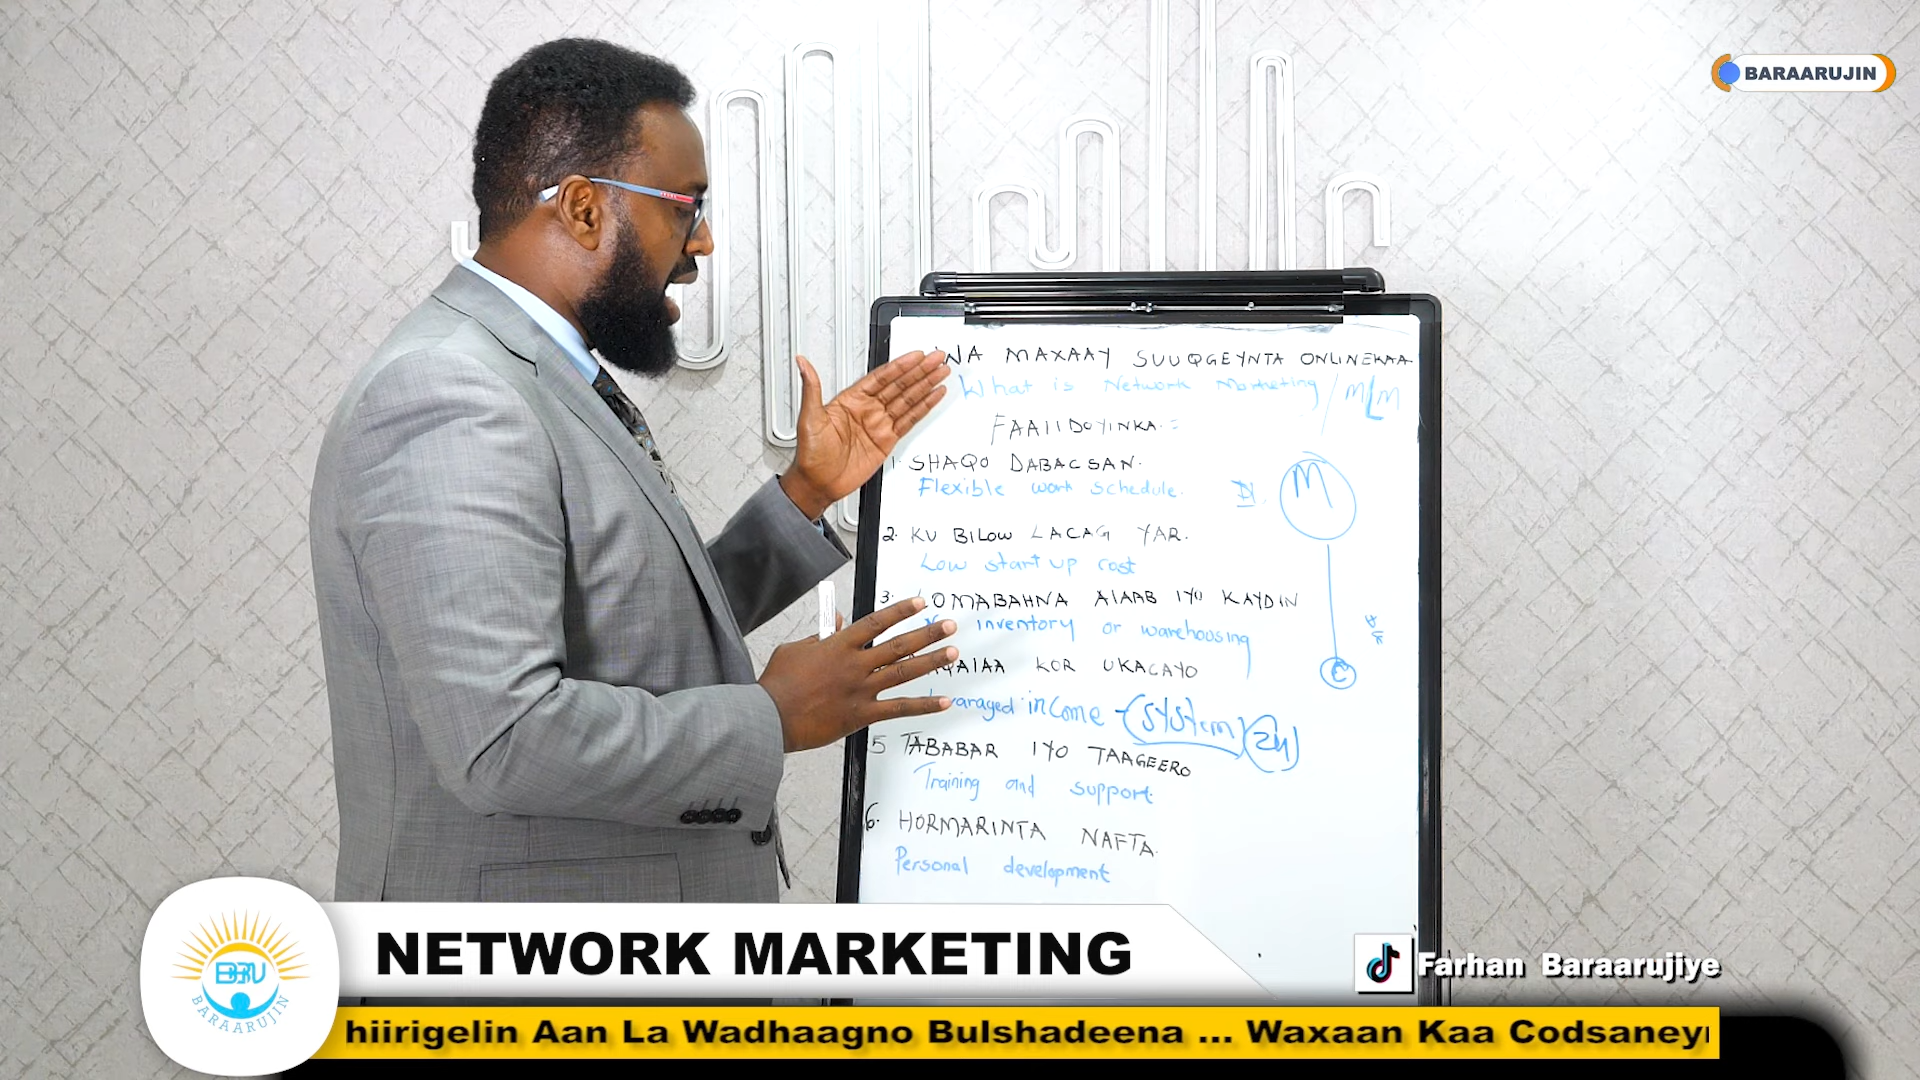 BARAARUJIN
WA MAXAAY SUUQGEYNTA ONLINEKAA
What is Network Marketing / MLM
FAAIIDOYINKA
1. SHAQO DABACSAN.
Flexible work schedule.
M
2. KU BILOW LACAG YAR.
Low start up cost
3. LOMABAHNA ALAAB IYO KAYDIN
inventory or warehousing
C
KOR UKACAYO
income (System)
5 TABABAR IYO TAAGEERO
Training and support
6. HORMARINTA NAFTA.
Personal development
BARAARUJIN
NETWORK MARKETING
Farhan Baraarujiye
hiirigelin Aan La Wadhaagno Bulshadeena ... Waxaan Kaa Codsaney